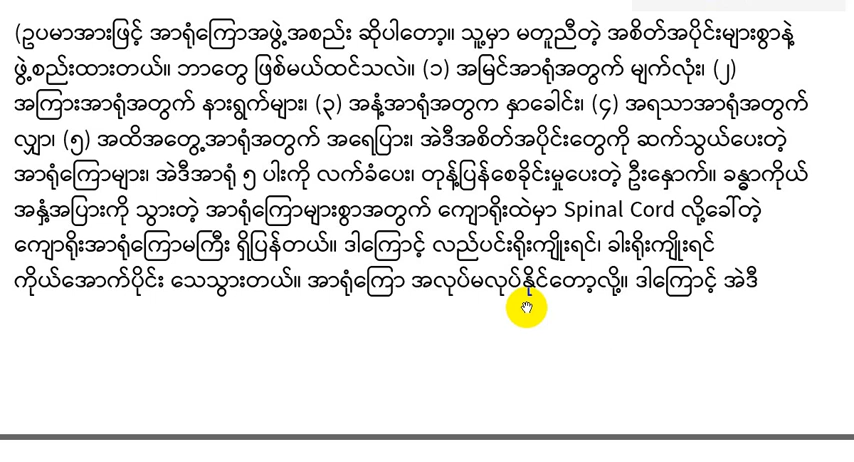 (ဥပမာအားဖြင့် အာရုံကြောအဖွဲ့အစည်း ဆိုပါတော့။ သူ့မှာ မတူညီတဲ့ အစိတ်အပိုင်းများစွာနဲ့
ဖွဲ့စည်းထားတယ်။ ဘာတွေ ဖြစ်မယ်ထင်သလဲ။ (၁) အမြင်အာရုံအတွက် မျက်လုံး၊ (၂)
အကြားအာရုံအတွက် နားရွက်များ၊ (၃) အနံ့အာရုံအတွက နှာခေါင်း၊ (၄) အရသာအာရုံအတွက်
လျှာ၊ (၅) အထိအတွေ့အာရုံအတွက် အရေပြား၊ အဲဒီအစိတ်အပိုင်းတွေကို ဆက်သွယ်ပေးတဲ့
အာရုံကြောများ၊ အဲဒီအာရုံ ၅ ပါးကို လက်ခံပေး၊ တုန့်ပြန်စေခိုင်းမှုပေးတဲ့ ဦးနှောက်။ ခန္ဓာကိုယ်
အနှံ့အပြားကို သွားတဲ့ အာရုံကြောများစွာအတွက် ကျောရိုးထဲမှာ Spinal Cord လို့ခေါ်တဲ့
ကျောရိုးအာရုံကြောမကြီး ရှိပြန်တယ်။ ဒါကြောင့် လည်ပင်းရိုးကျိုးရင်၊ ခါးရိုးကျိုးရင်
ကိုယ်အောက်ပိုင်း သေသွားတယ်။ အာရုံကြော အလုပ်မလုပ်နိုင်တော့လို့။ ဒါကြောင့် အဲဒီ